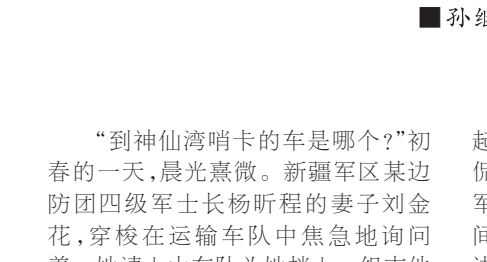 ■孙
“到神仙湾哨卡的车是哪个?”初
春的一天,晨光熹微。新疆军区某边
防团四级军士长杨昕程的妻子刘金
花,穿梭在运输车队中焦急地询问
起
侃
军
间